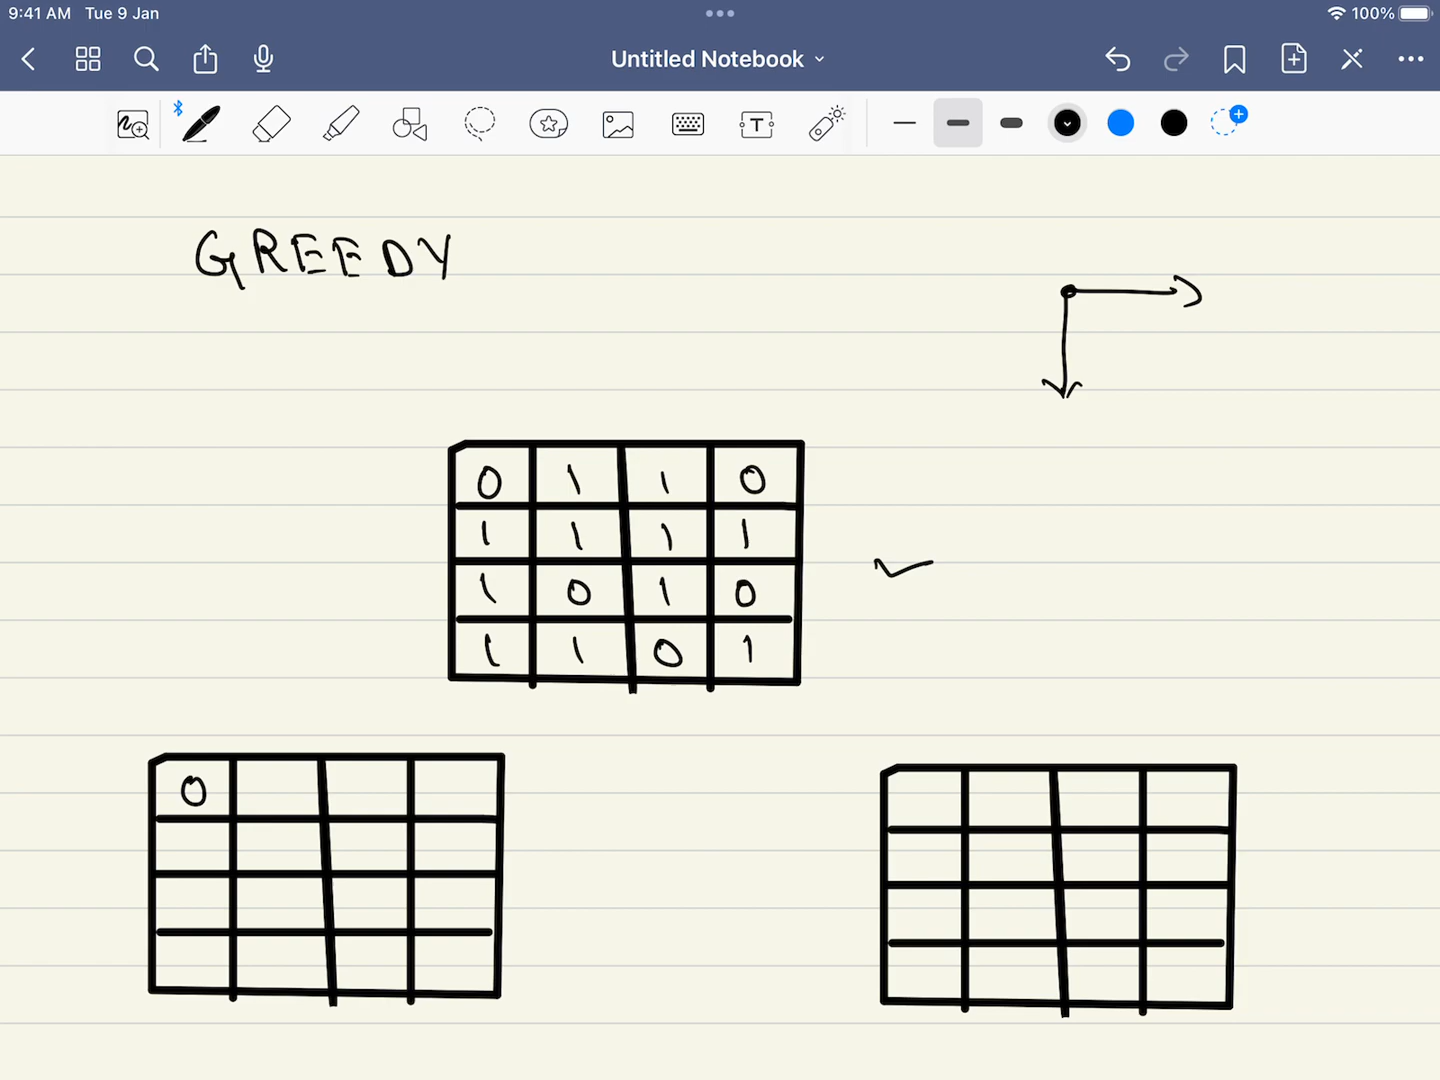 9:41 AM Tue 9 Jan 100%
Untitled Notebook
T
GREEDY
0 1 1 0
1 1 1 1
1 0 1 0
1 1 0 1
0